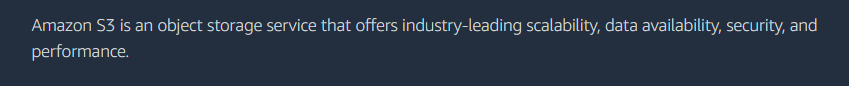 Amazon S3 is an object storage service that offers industry-leading scalability, data availability, security, and
performance.